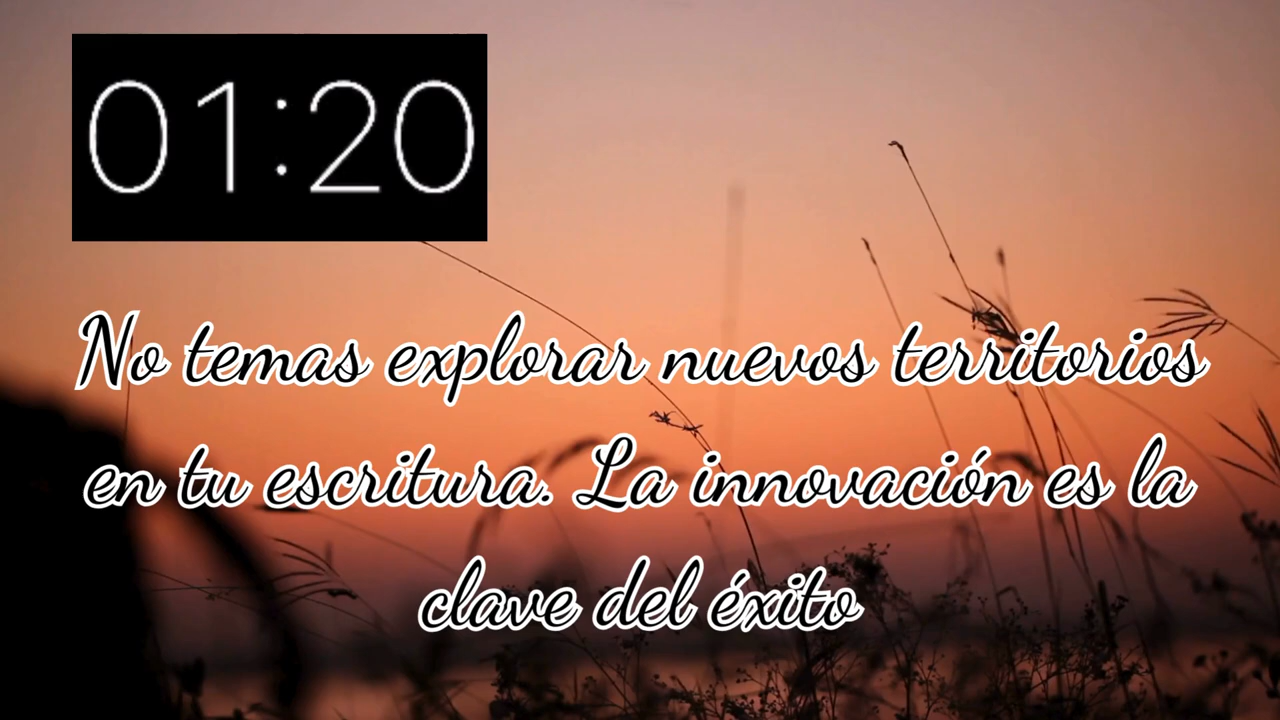 01:20
No temas explorar nuevos territorios
en tu escritura. La innovación es la
clave del éxito